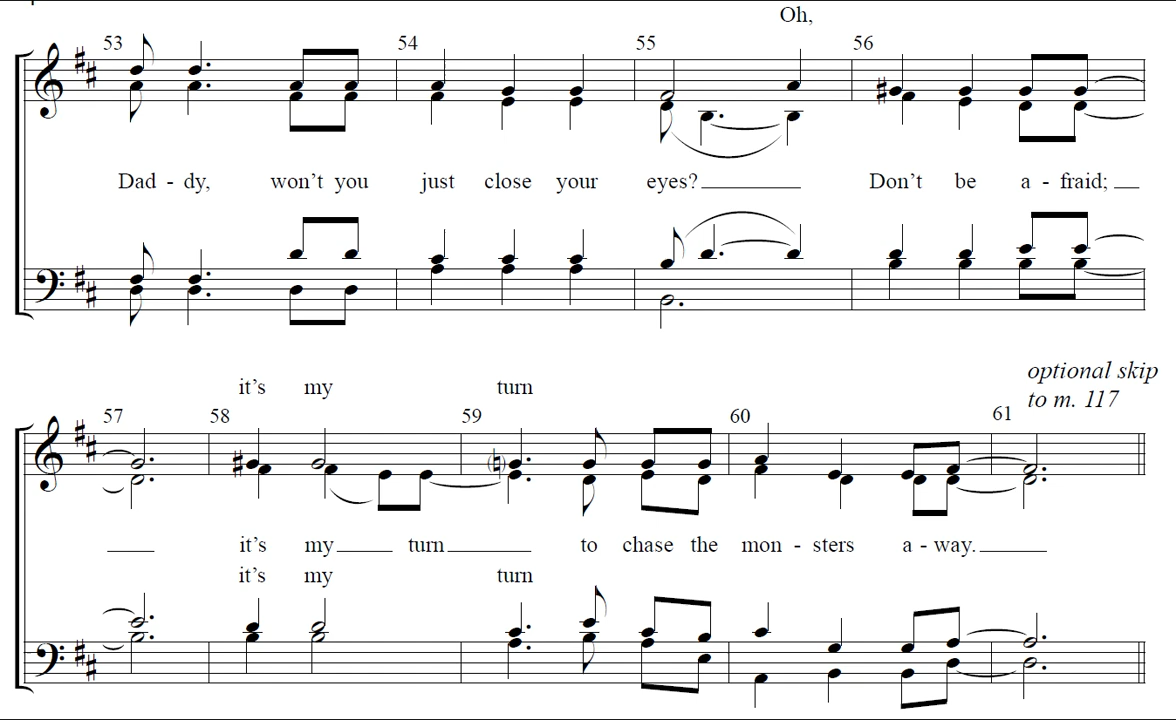 Oh,
53 54 55 56
Dad - dy, won't you just close your eyes? Don't be a - fraid;
optional skip
to m. 117
it's my turn
57 58 59 60 61
it's my turn to chase the mon - sters a - way.
it's my turn